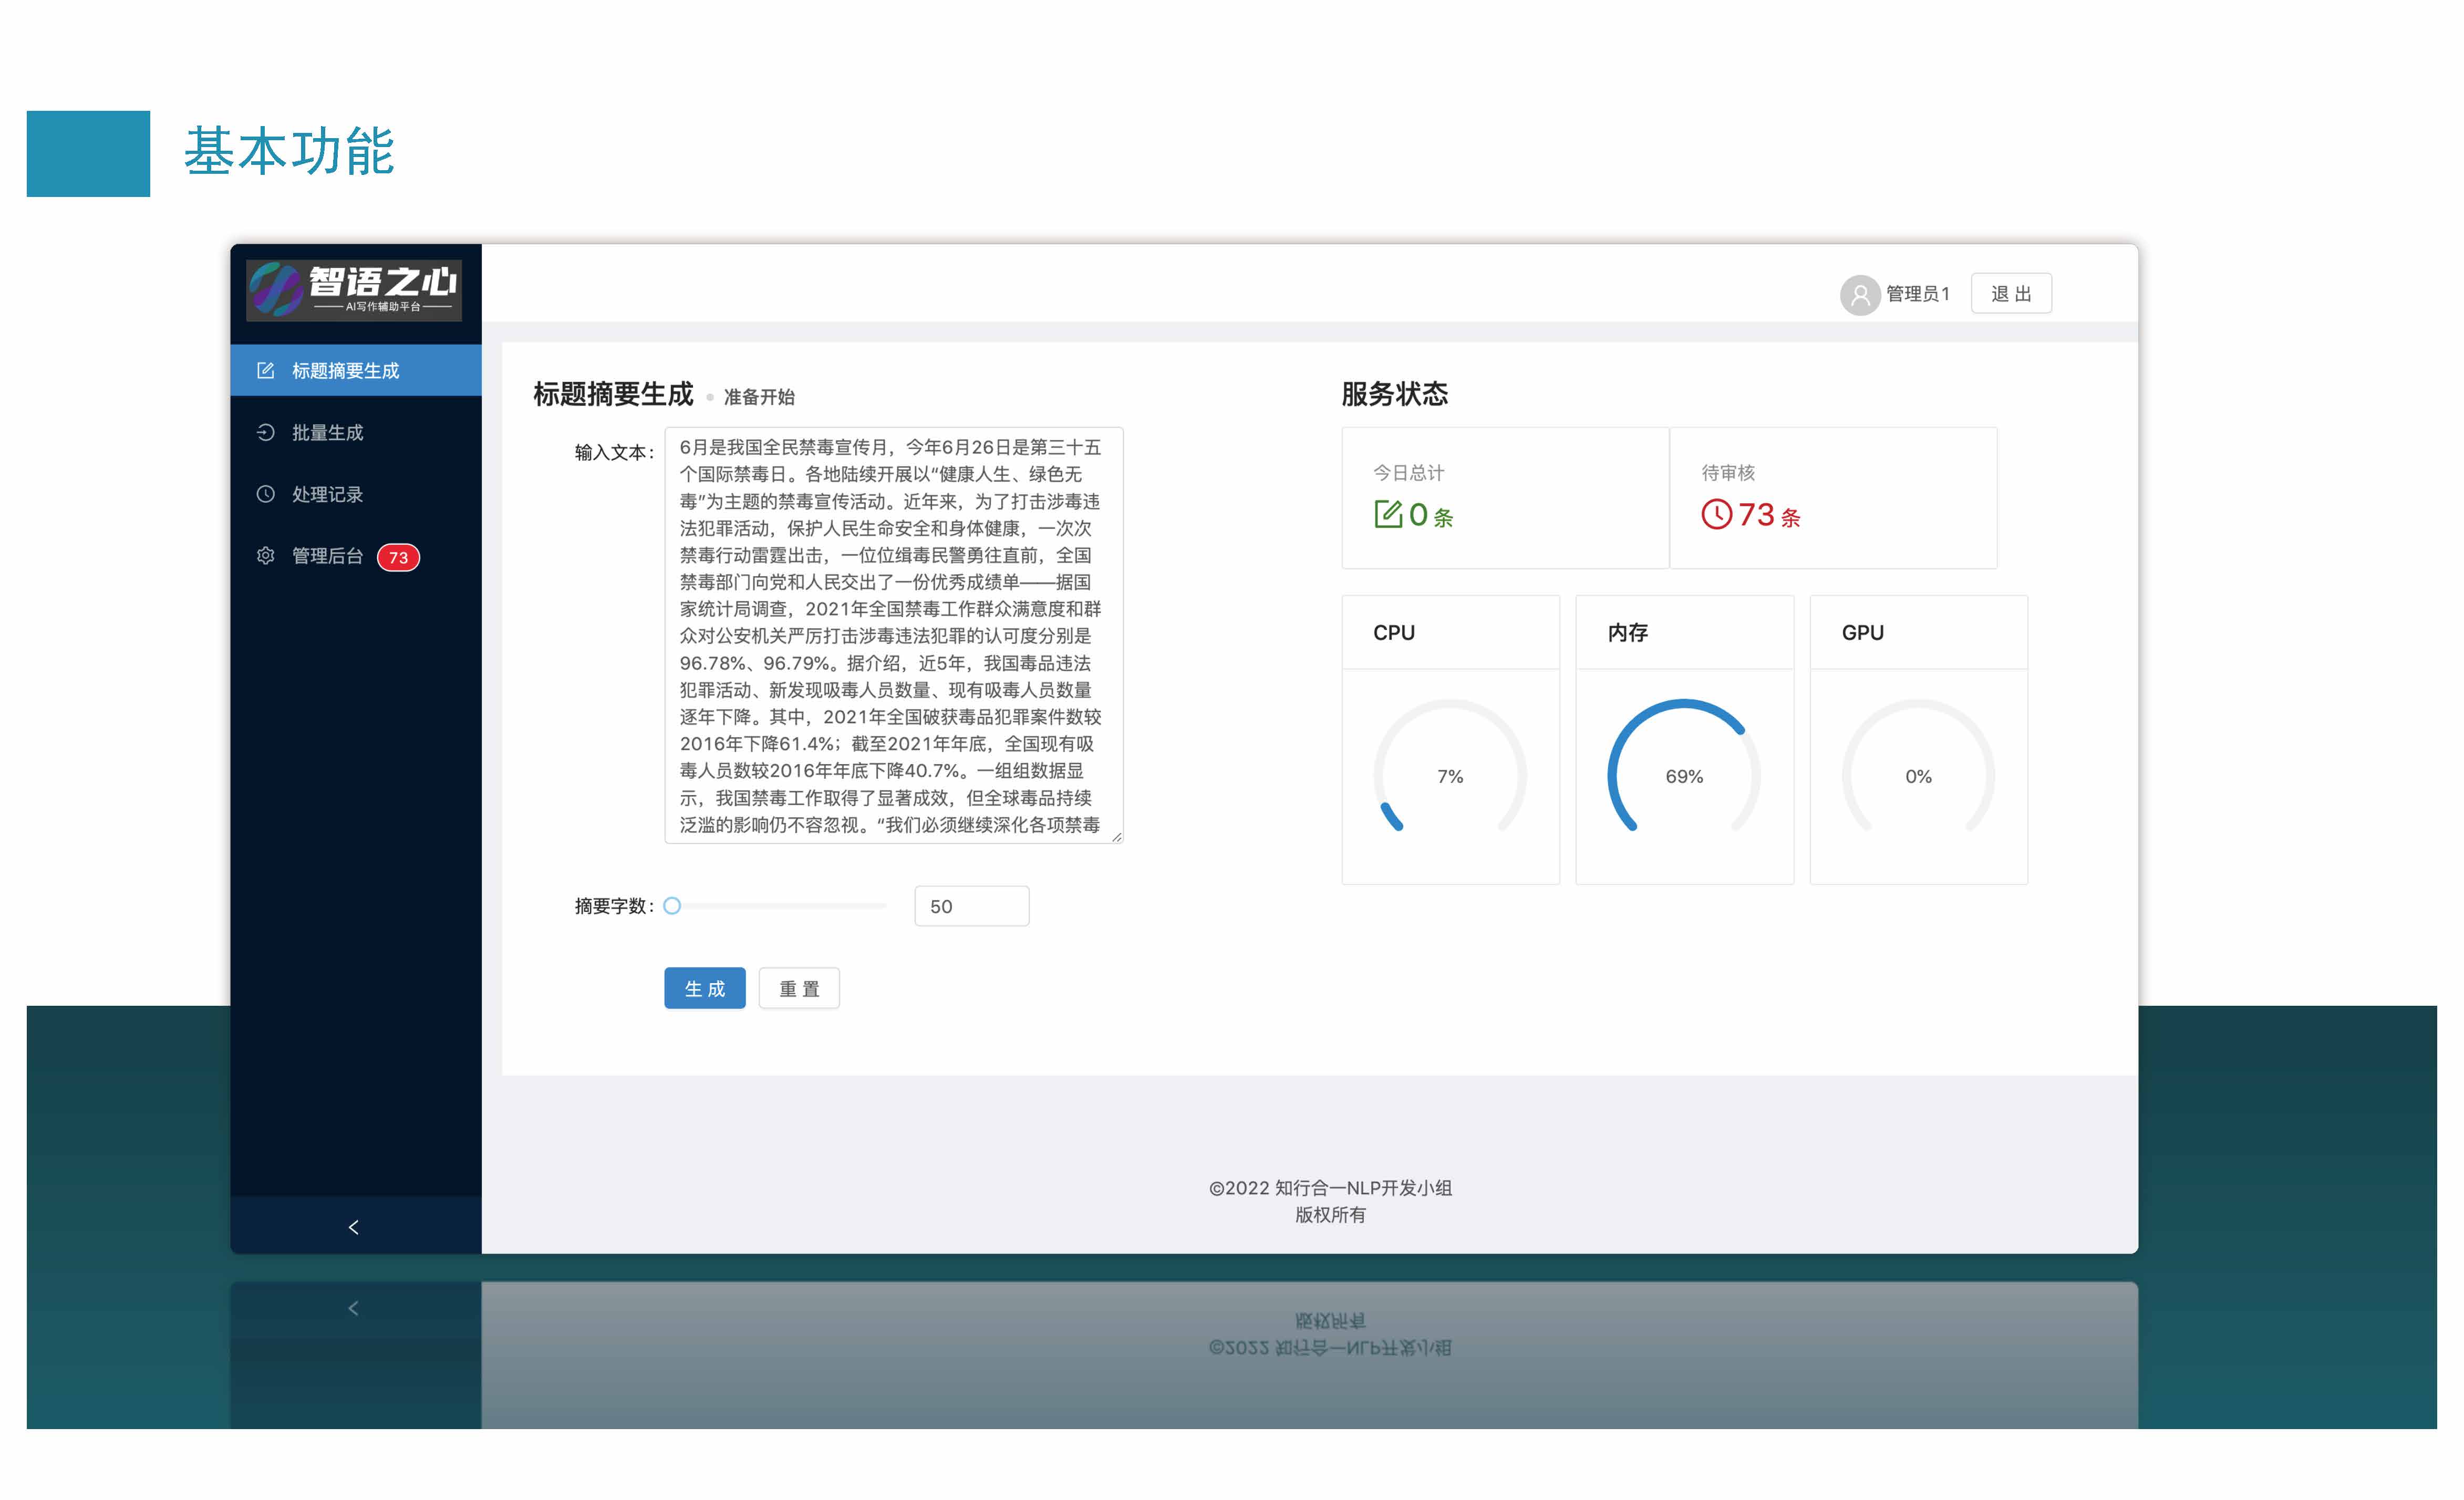 基本功能
智语之心
AI写作辅助平台
管理员1
退出
标题摘要生成
批量生成
处理记录
管理后台 73
标题摘要生成 准备开始
输入文本：
6月是我国全民禁毒宣传月，今年6月26日是第三十五
个国际禁毒日。各地陆续开展以“健康人生、绿色无
毒”为主题的禁毒宣传活动。近年来，为了打击涉毒违
法犯罪活动，保护人民生命安全和身体健康，一次次
禁毒行动雷霆出击，一位位缉毒民警勇往直前，全国
禁毒部门向党和人民交出了一份优秀成绩单——据国
家统计局调查，2021年全国禁毒工作群众满意度和群
众对公安机关严厉打击涉毒违法犯罪的认可度分别是
96.78%、96.79%。据介绍，近5年，我国毒品违法
犯罪活动、新发现吸毒人员数量、现有吸毒人员数量
逐年下降。其中，2021年全国破获毒品犯罪案件数较
2016年下降61.4%；截至2021年年底，全国现有吸
毒人员数较2016年年底下降40.7%。一组组数据显
示，我国禁毒工作取得了显著成效，但全球毒品持续
泛滥的影响仍不容忽视。“我们必须继续深化各项禁毒
摘要字数：
50
生成
重置
服务状态
今日总计
0 条
待审核
73 条
CPU
7%
内存
69%
GPU
0%
©2022 知行合一NLP开发小组
版权所有
版权所有
©2022 知行合一NLP开发小组